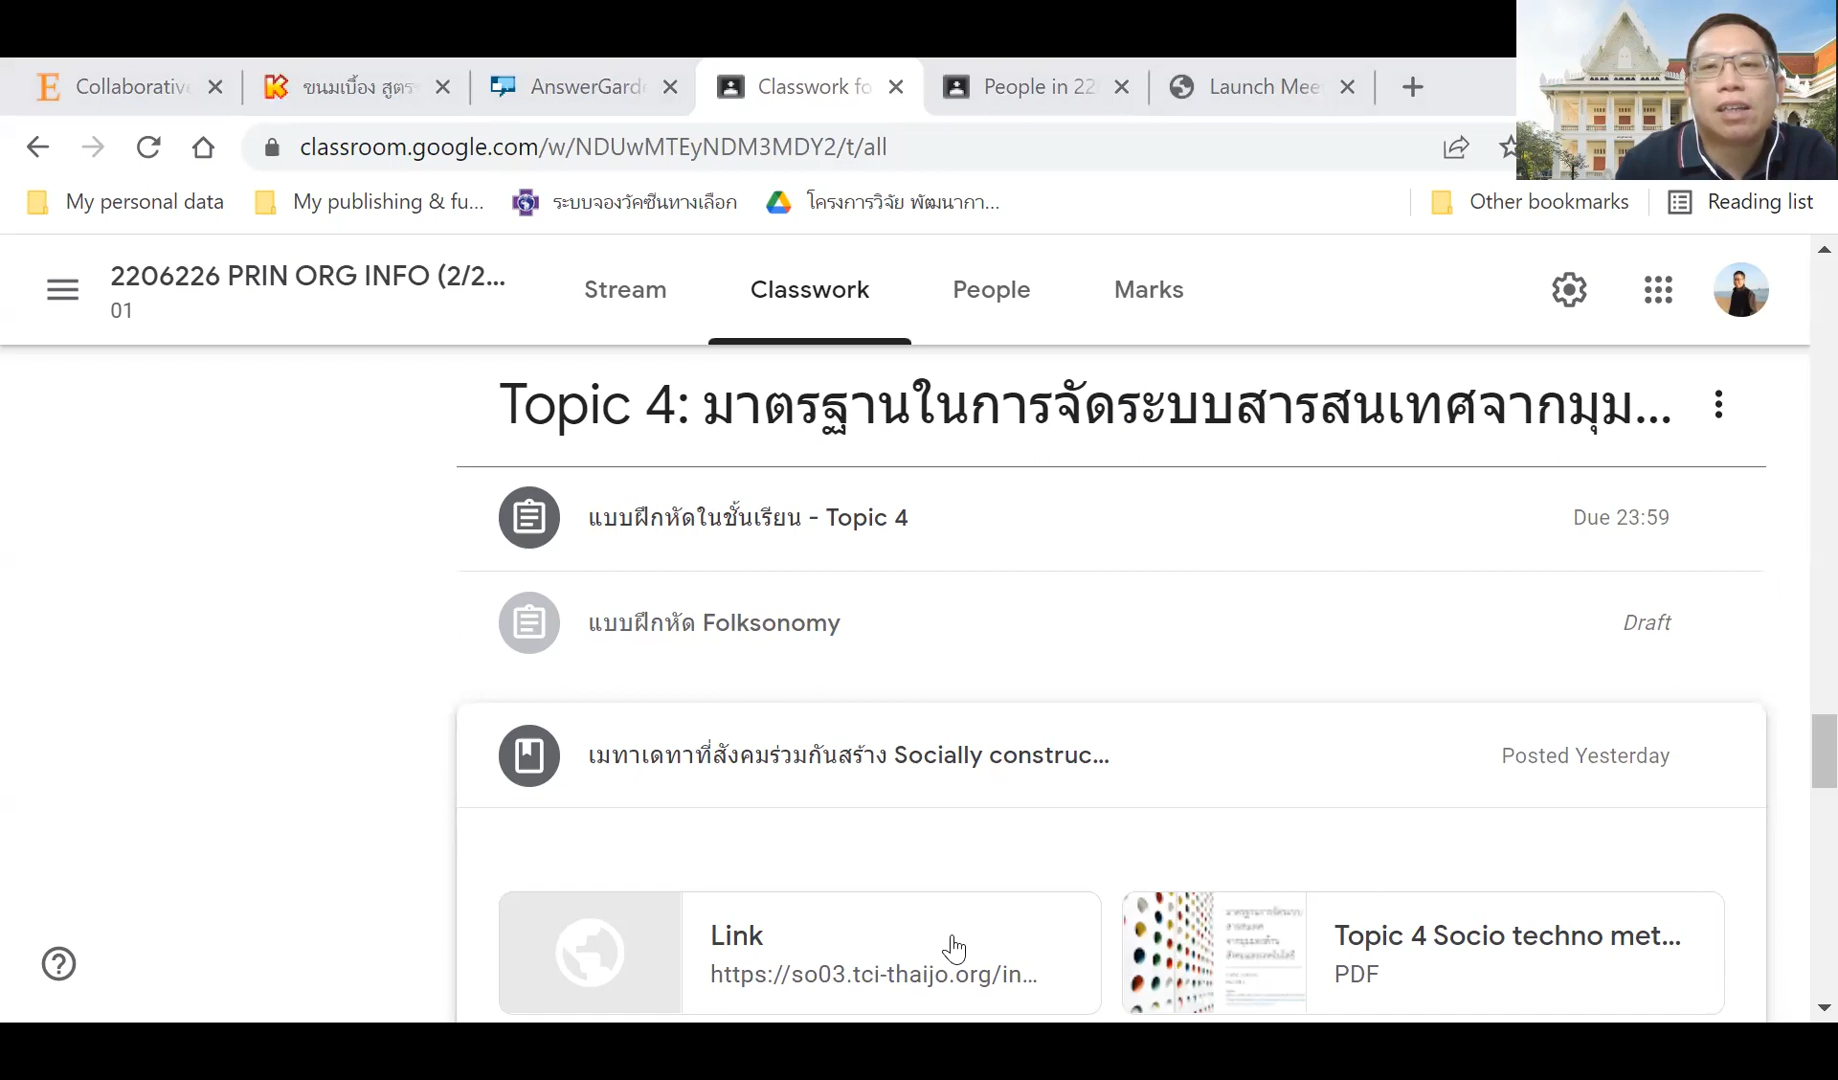 Collaborative
ขนมเบื้อง สูตร
AnswerGarde
Classwork fo
People in 22
Launch Mee
classroom.google.com/w/NDUwMTEyNDM3MDY2/t/all
My personal data
My publishing & fu...
ระบบจองวัคซีนทางเลือก
โครงการวิจัย พัฒนากา...
Other bookmarks
Reading list
2206226 PRIN ORG INFO (2/2...
01
Stream
Classwork
People
Marks
Topic 4: มาตรฐานในการจัดระบบสารสนเทศจากมุม...
แบบฝึกหัดในชั้นเรียน - Topic 4
Due 23:59
แบบฝึกหัด Folksonomy
Draft
เมทาเดทาที่สังคมร่วมกันสร้าง Socially construc...
Posted Yesterday
Link
https://so03.tci-thaijo.org/in...
Topic 4 Socio techno met...
PDF